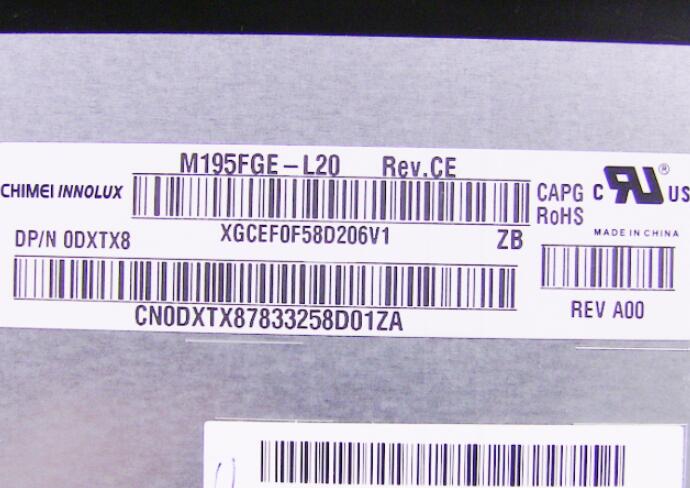 M195FGE-L20 Rev.CE
CHIMEI INNOLUX
CAPG
RoHS
C UR ® US
MADE IN CHINA
XGCEF0F58D206V1 ZB
DP/N 0DXTX8
REV A00
CN0DXTX87833258D01ZA